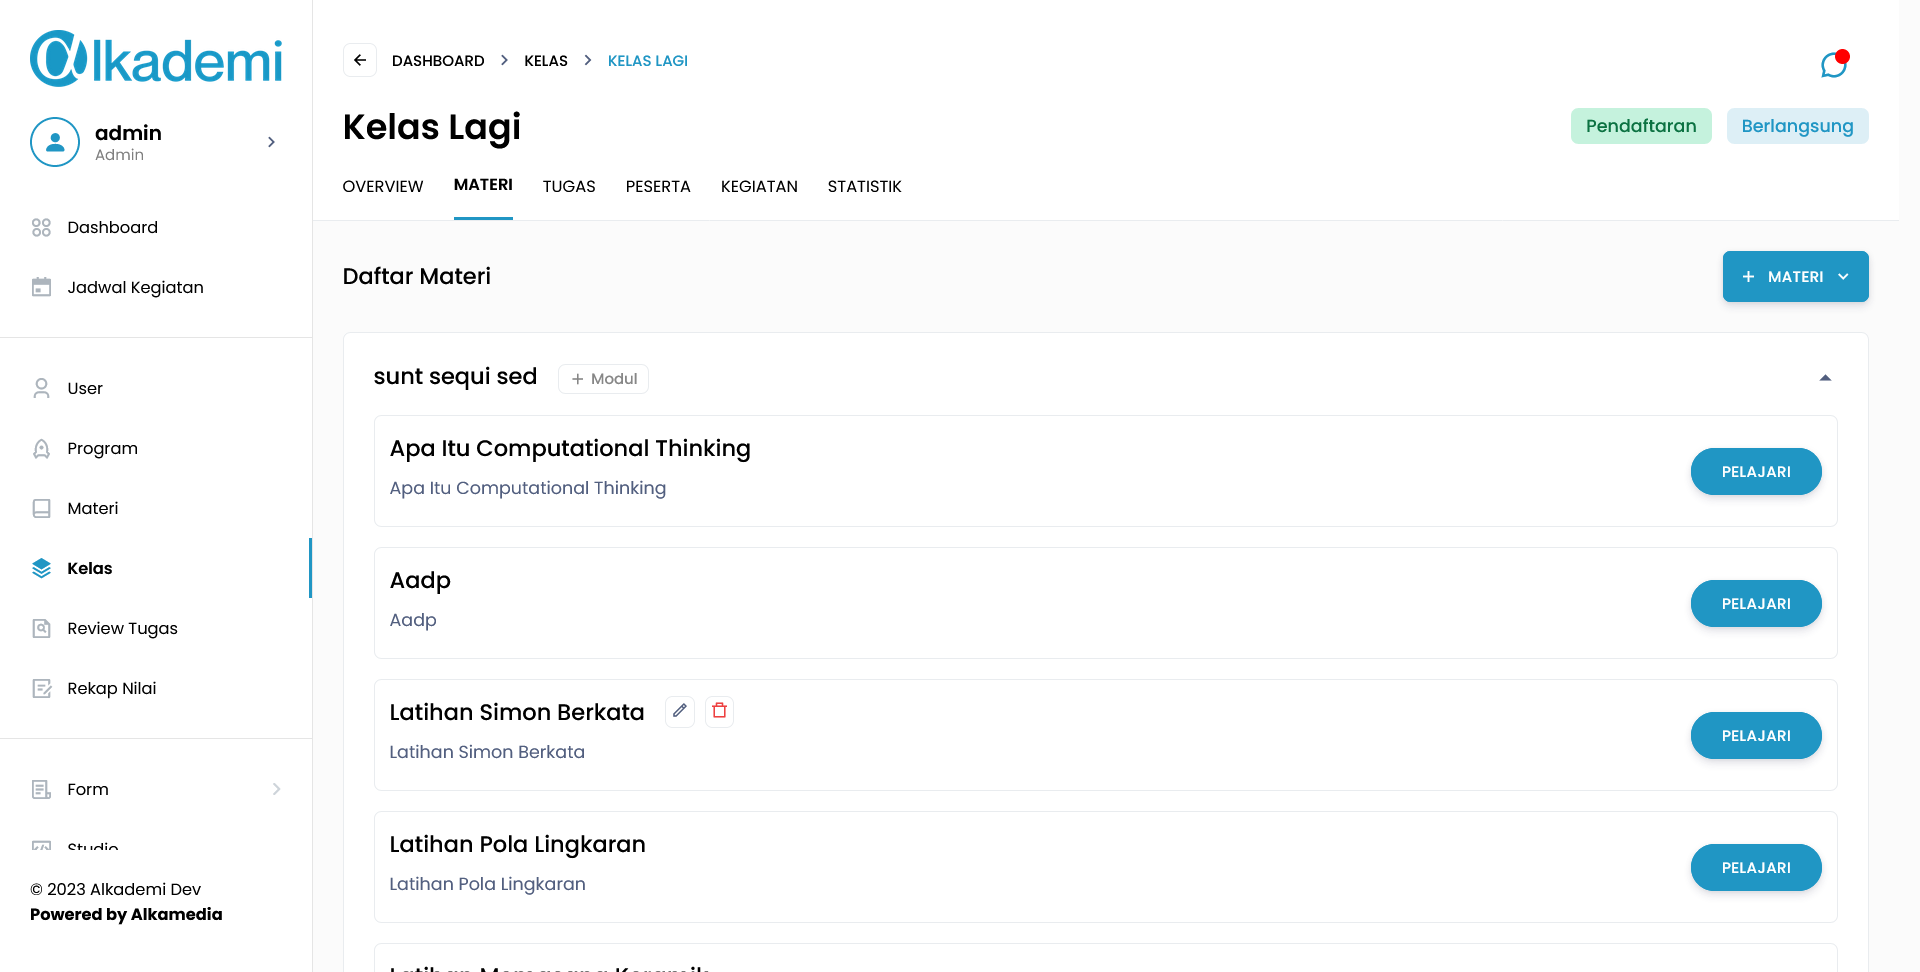 alkademi
admin
Admin
Dashboard
Jadwal Kegiatan
User
Program
Materi
Kelas
Review Tugas
Rekap Nilai
Form
Studio
© 2023 Alkademi Dev
Powered by Alkamedia
DASHBOARD > KELAS > KELAS LAGI
Kelas Lagi
Pendaftaran
Berlangsung
OVERVIEW MATERI TUGAS PESERTA KEGIATAN STATISTIK
Daftar Materi
+ MATERI
sunt sequi sed
+ Modul
Apa Itu Computational Thinking
Apa Itu Computational Thinking
PELAJARI
Aadp
Aadp
PELAJARI
Latihan Simon Berkata
Latihan Simon Berkata
PELAJARI
Latihan Pola Lingkaran
Latihan Pola Lingkaran
PELAJARI
Latihan Memasang Keramik